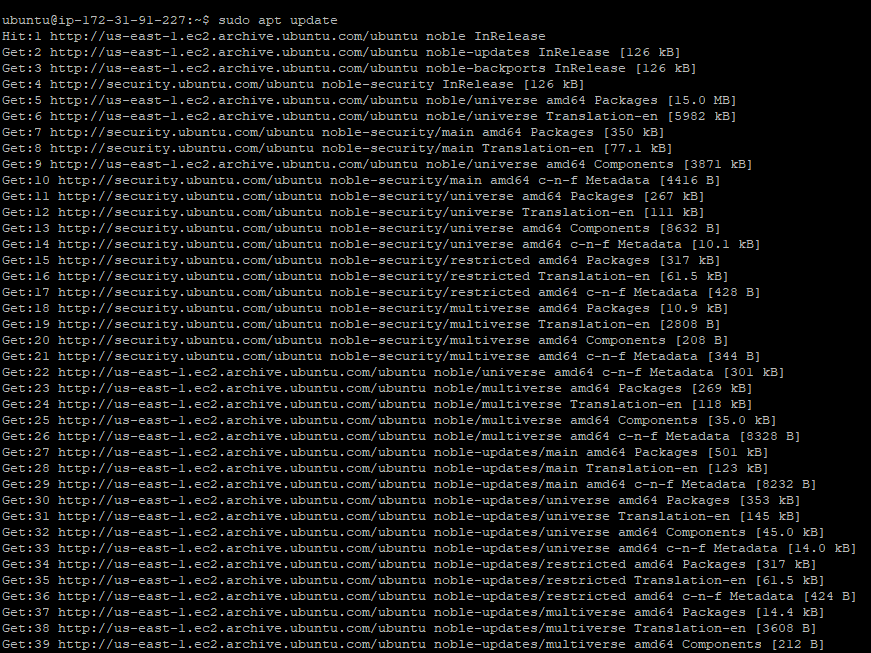 ubuntu@ip-172-31-91-227:~$ sudo apt update
Hit:1 http://us-east-1.ec2.archive.ubuntu.com/ubuntu noble InRelease
Get:2 http://us-east-1.ec2.archive.ubuntu.com/ubuntu noble-updates InRelease [126 kB]
Get:3 http://us-east-1.ec2.archive.ubuntu.com/ubuntu noble-backports InRelease [126 kB]
Get:4 http://security.ubuntu.com/ubuntu noble-security InRelease [126 kB]
Get:5 http://us-east-1.ec2.archive.ubuntu.com/ubuntu noble/universe amd64 Packages [15.0 MB]
Get:6 http://us-east-1.ec2.archive.ubuntu.com/ubuntu noble/universe Translation-en [5982 kB]
Get:7 http://security.ubuntu.com/ubuntu noble-security/main amd64 Packages [350 kB]
Get:8 http://security.ubuntu.com/ubuntu noble-security/main Translation-en [77.1 kB]
Get:9 http://us-east-1.ec2.archive.ubuntu.com/ubuntu noble/universe amd64 Components [3871 kB]
Get:10 http://security.ubuntu.com/ubuntu noble-security/main amd64 c-n-f Metadata [4416 B]
Get:11 http://security.ubuntu.com/ubuntu noble-security/universe amd64 Packages [267 kB]
Get:12 http://security.ubuntu.com/ubuntu noble-security/universe Translation-en [111 kB]
Get:13 http://security.ubuntu.com/ubuntu noble-security/universe amd64 Components [8632 B]
Get:14 http://security.ubuntu.com/ubuntu noble-security/universe amd64 c-n-f Metadata [10.1 kB]
Get:15 http://security.ubuntu.com/ubuntu noble-security/restricted amd64 Packages [317 kB]
Get:16 http://security.ubuntu.com/ubuntu noble-security/restricted Translation-en [61.5 kB]
Get:17 http://security.ubuntu.com/ubuntu noble-security/restricted amd64 c-n-f Metadata [428 B]
Get:18 http://security.ubuntu.com/ubuntu noble-security/multiverse amd64 Packages [10.9 kB]
Get:19 http://security.ubuntu.com/ubuntu noble-security/multiverse Translation-en [2808 B]
Get:20 http://security.ubuntu.com/ubuntu noble-security/multiverse amd64 Components [208 B]
Get:21 http://security.ubuntu.com/ubuntu noble-security/multiverse amd64 c-n-f Metadata [344 B]
Get:22 http://us-east-1.ec2.archive.ubuntu.com/ubuntu noble/universe amd64 c-n-f Metadata [301 kB]
Get:23 http://us-east-1.ec2.archive.ubuntu.com/ubuntu noble/multiverse amd64 Packages [269 kB]
Get:24 http://us-east-1.ec2.archive.ubuntu.com/ubuntu noble/multiverse Translation-en [118 kB]
Get:25 http://us-east-1.ec2.archive.ubuntu.com/ubuntu noble/multiverse amd64 Components [35.0 kB]
Get:26 http://us-east-1.ec2.archive.ubuntu.com/ubuntu noble/multiverse amd64 c-n-f Metadata [8328 B]
Get:27 http://us-east-1.ec2.archive.ubuntu.com/ubuntu noble-updates/main amd64 Packages [501 kB]
Get:28 http://us-east-1.ec2.archive.ubuntu.com/ubuntu noble-updates/main Translation-en [123 kB]
Get:29 http://us-east-1.ec2.archive.ubuntu.com/ubuntu noble-updates/main amd64 c-n-f Metadata [8232 B]
Get:30 http://us-east-1.ec2.archive.ubuntu.com/ubuntu noble-updates/universe amd64 Packages [353 kB]
Get:31 http://us-east-1.ec2.archive.ubuntu.com/ubuntu noble-updates/universe Translation-en [145 kB]
Get:32 http://us-east-1.ec2.archive.ubuntu.com/ubuntu noble-updates/universe amd64 Components [45.0 kB]
Get:33 http://us-east-1.ec2.archive.ubuntu.com/ubuntu noble-updates/universe amd64 c-n-f Metadata [14.0 kB]
Get:34 http://us-east-1.ec2.archive.ubuntu.com/ubuntu noble-updates/restricted amd64 Packages [317 kB]
Get:35 http://us-east-1.ec2.archive.ubuntu.com/ubuntu noble-updates/restricted Translation-en [61.5 kB]
Get:36 http://us-east-1.ec2.archive.ubuntu.com/ubuntu noble-updates/restricted amd64 c-n-f Metadata [424 B]
Get:37 http://us-east-1.ec2.archive.ubuntu.com/ubuntu noble-updates/multiverse amd64 Packages [14.4 kB]
Get:38 http://us-east-1.ec2.archive.ubuntu.com/ubuntu noble-updates/multiverse Translation-en [3608 B]
Get:39 http://us-east-1.ec2.archive.ubuntu.com/ubuntu noble-updates/multiverse amd64 Components [212 B]